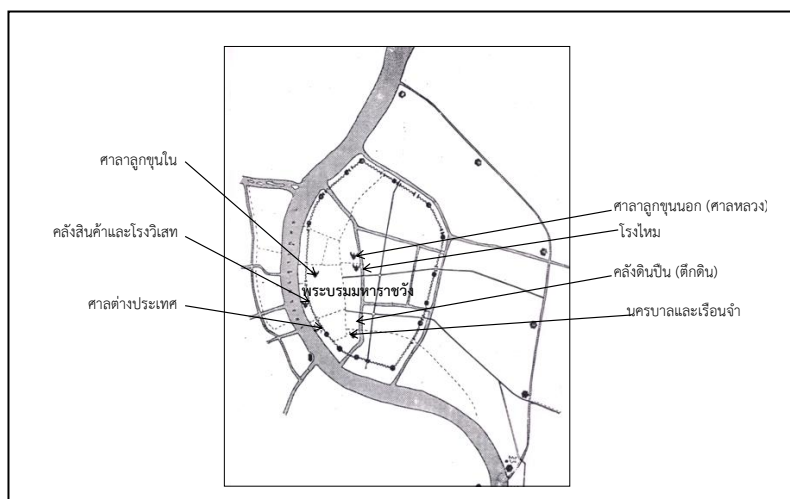 ศาลาลูกขุนใน
คลังสินค้าและโรงวิเสท
ศาลต่างประเทศ
พระบรมมหาราชวัง
ศาลาลูกขุนนอก (ศาลหลวง)
โรงไหม
คลังดินปืน (ตึกดิน)
นครบาลและเรือนจำ